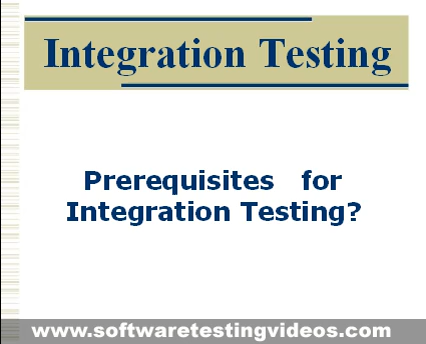 Integration Testing
Prerequisites for
Integration Testing?
www.softwaretestingvideos.com